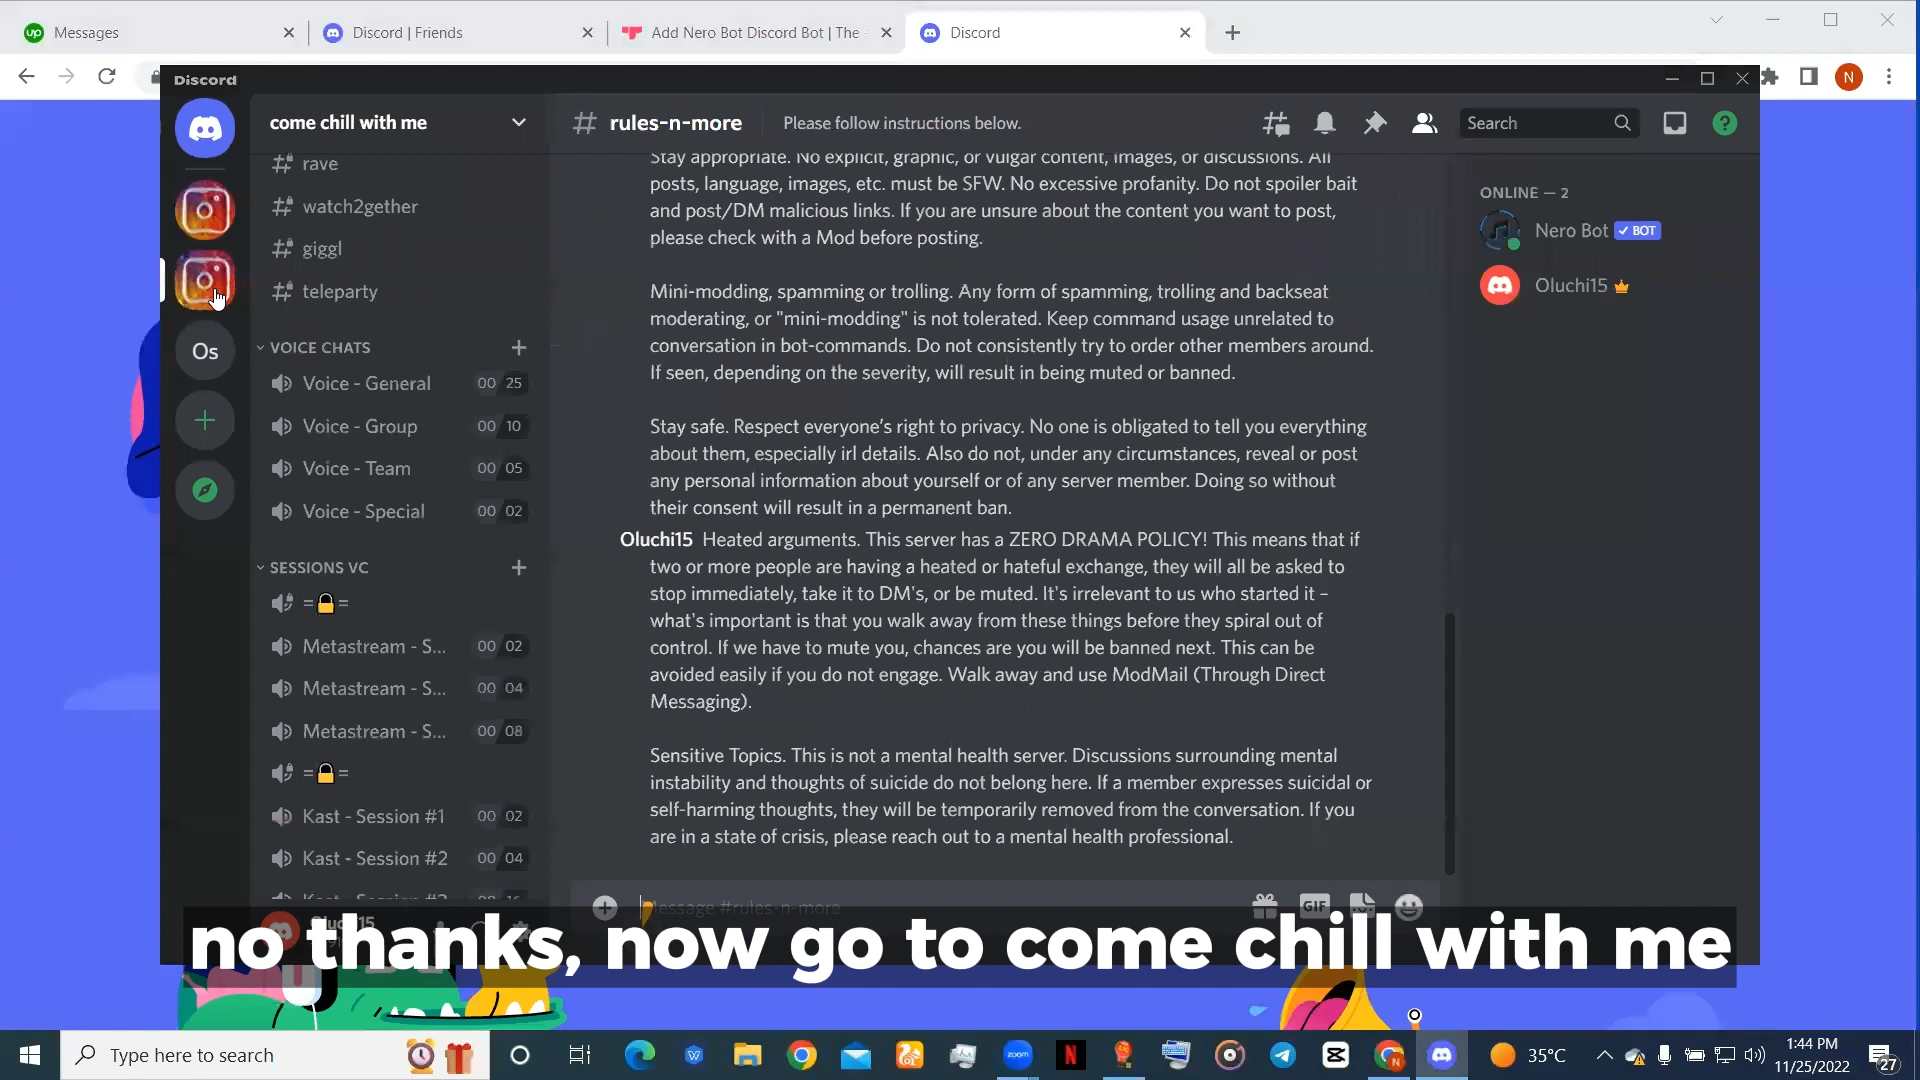 Messages
Discord | Friends
Add Nero Bot Discord Bot | The
Discord
N
Discord
come chill with me
rules-n-more
Please follow instructions below.
Search
rave
watch2gether
giggl
teleparty
VOICE CHATS
Voice - General 00 25
Voice - Group 00 10
Voice - Team 00 05
Voice - Special 00 02
SESSIONS VC
= =
Metastream - S... 00 02
Metastream - S... 00 04
Metastream - S... 00 08
= =
Kast - Session #1 00 02
Kast - Session #2 00 04
Os
Stay appropriate. No explicit, graphic, or vulgar content, images, or discussions. All
posts, language, images, etc. must be SFW. No excessive profanity. Do not spoiler bait
and post/DM malicious links. If you are unsure about the content you want to post,
please check with a Mod before posting.
Mini-modding, spamming or trolling. Any form of spamming, trolling and backseat
moderating, or "mini-modding" is not tolerated. Keep command usage unrelated to
conversation in bot-commands. Do not consistently try to order other members around.
If seen, depending on the severity, will result in being muted or banned.
Stay safe. Respect everyone's right to privacy. No one is obligated to tell you everything
about them, especially irl details. Also do not, under any circumstances, reveal or post
any personal information about yourself or of any server member. Doing so without
their consent will result in a permanent ban.
Oluchi15 Heated arguments. This server has a ZERO DRAMA POLICY! This means that if
two or more people are having a heated or hateful exchange, they will all be asked to
stop immediately, take it to DM's, or be muted. It's irrelevant to us who started it –
what's important is that you walk away from these things before they spiral out of
control. If we have to mute you, chances are you will be banned next. This can be
avoided easily if you do not engage. Walk away and use ModMail (Through Direct
Messaging).
Sensitive Topics. This is not a mental health server. Discussions surrounding mental
instability and thoughts of suicide do not belong here. If a member expresses suicidal or
self-harming thoughts, they will be temporarily removed from the conversation. If you
are in a state of crisis, please reach out to a mental health professional.
ONLINE — 2
Nero Bot BOT
Oluchi15
Message #rules-n-more
GIF
Oluchi15
no thanks, now go to come chill with me
Type here to search
zoom
35°C
1:44 PM
11/25/2022
27